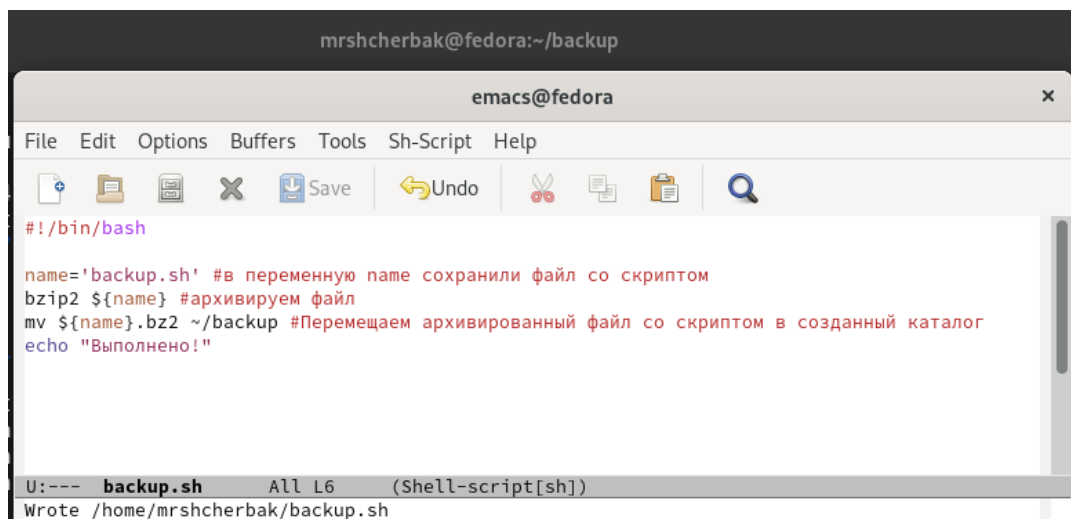 mrshcherbak@fedora:~/backup
emacs@fedora ×
File Edit Options Buffers Tools Sh-Script Help
Save Undo
#!/bin/bash
name='backup.sh' #в переменную name сохранили файл со скриптом
bzip2 ${name} #архивируем файл
mv ${name}.bz2 ~/backup #Перемещаем архивированный файл со скриптом в созданный каталог
echo "Выполнено!"
U:--- backup.sh All L6 (Shell-script[sh])
Wrote /home/mrshcherbak/backup.sh